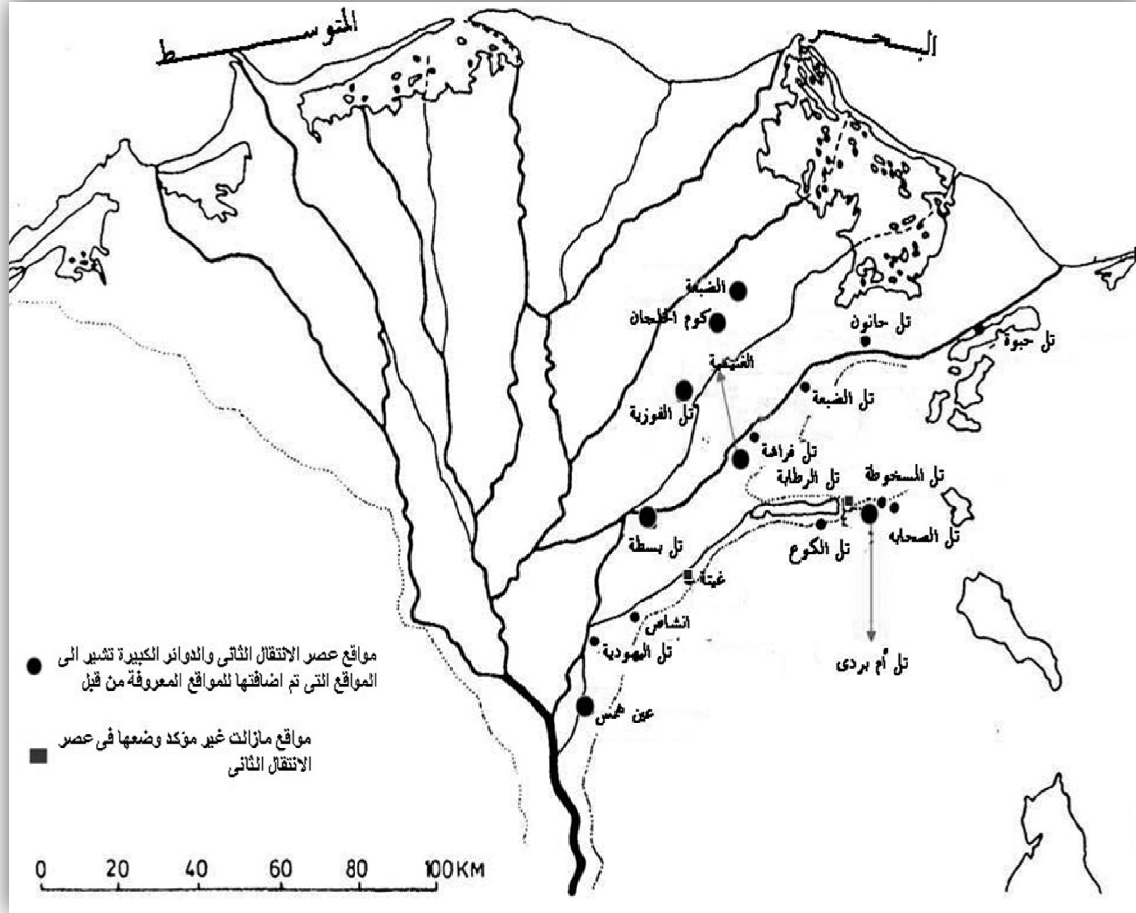 البحر
المتوسط
الضبعة
كوم الخلجان
تل حانون
تل حبوة
تل الفوزية
تل الضبعة
تل فراشة
تل الرطابة
تل المسخوطة
تل الصحابه
تل بسطة
تل الكوع
غيتة
انشاص
تل اليهودية
تل أم بردى
عين شمس
مواقع عصر الانتقال الثانى والدوائر الكبيرة تشير الى
المواقع التى تم اضافتها للمواقع المعروفة من قبل
مواقع مازالت غير مؤكد وضعها فى عصر
الانتقال الثانى
0 20 40 60 80 100 KM